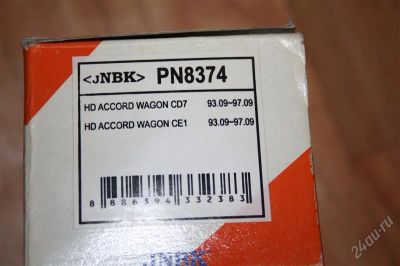 <JNBK> PN8374
HD ACCORD WAGON CD7 93.09~97.09
HD ACCORD WAGON CE1 93.09~97.09
8 886394 332383
JNBK
24au.ru